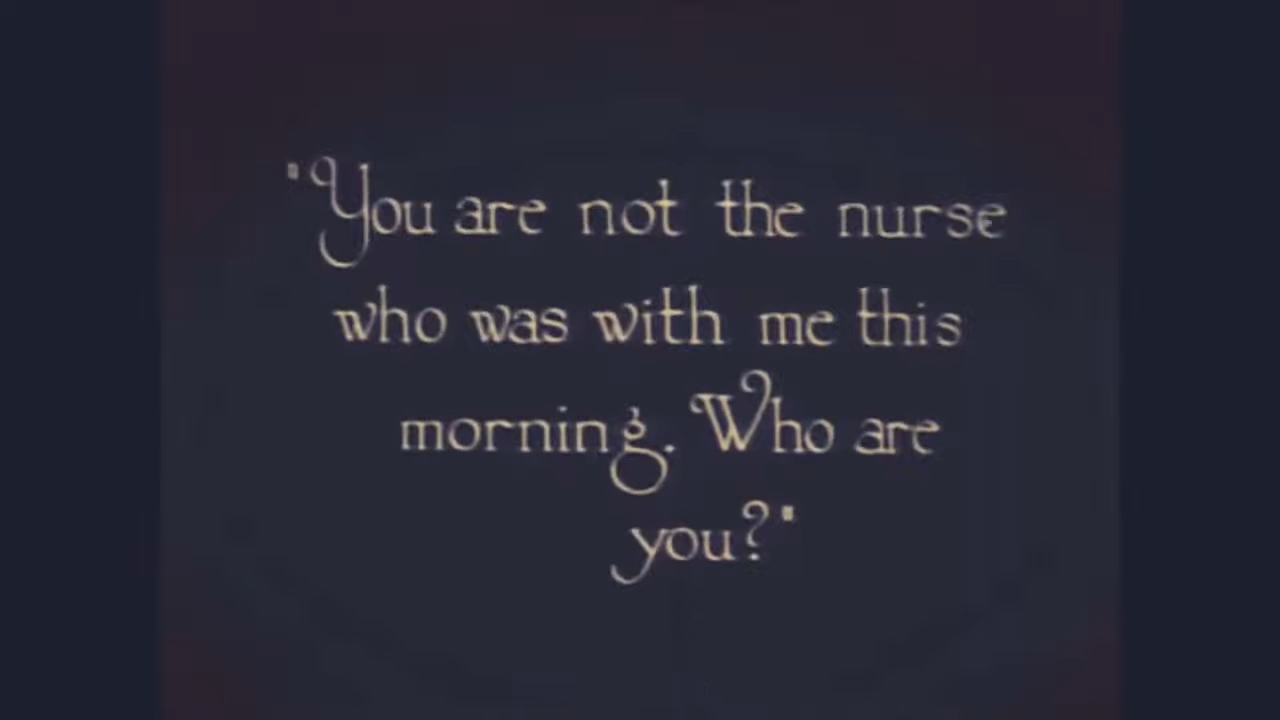 "You are not the nurse
who was with me this
morning. Who are
you?"